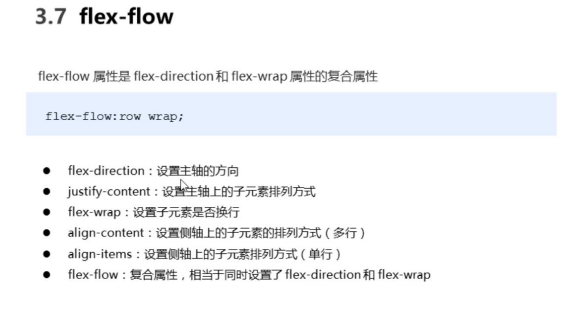 3.7 flex-flow
flex-flow 属性是 flex-direction 和 flex-wrap 属性的复合属性
flex-flow:row wrap;
● flex-direction：设置主轴的方向
● justify-content：设置主轴上的子元素排列方式
● flex-wrap：设置子元素是否换行
● align-content：设置侧轴上的子元素的排列方式（多行）
● align-items：设置侧轴上的子元素排列方式（单行）
● flex-flow：复合属性，相当于同时设置了 flex-direction 和 flex-wrap